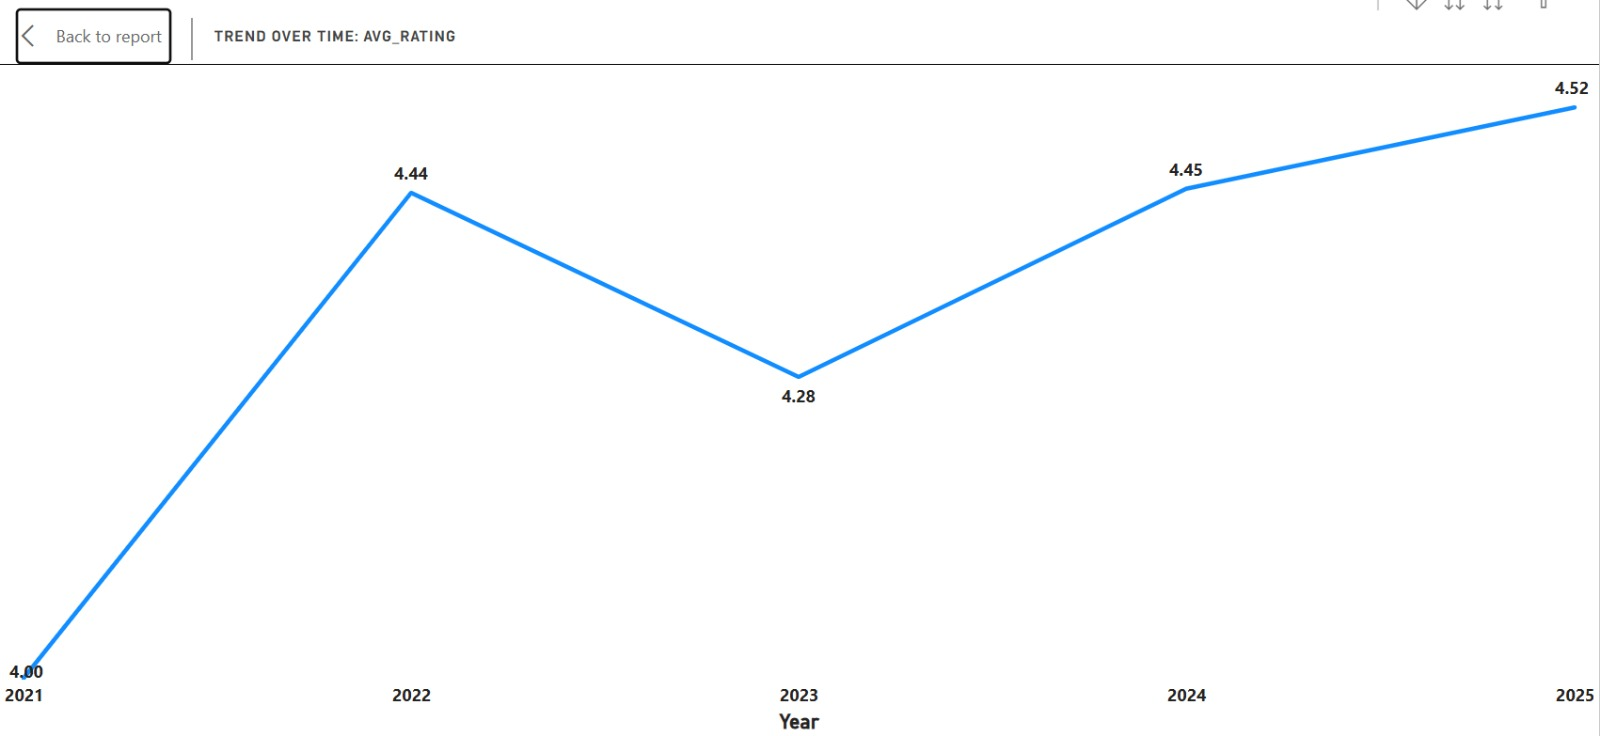 Back to report
TREND OVER TIME: AVG_RATING
4.52
4.44
4.45
4.28
4.00
2021 2022 2023 2024 2025
Year